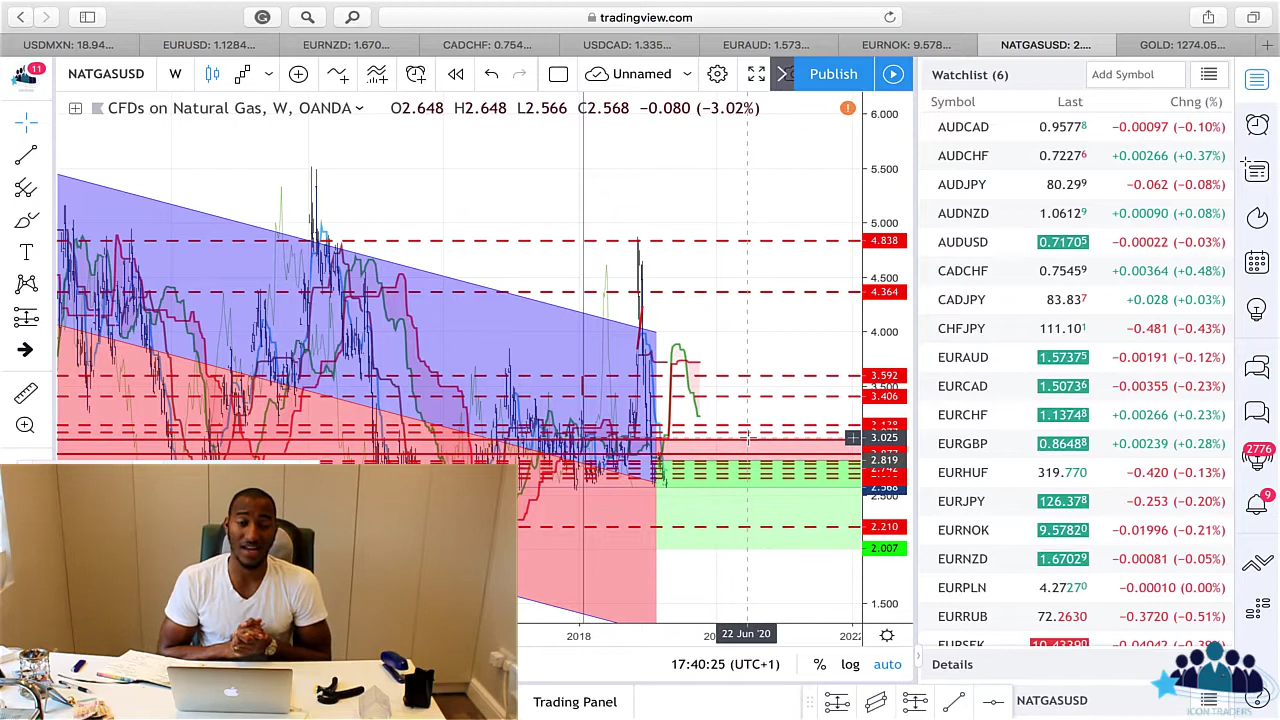 tradingview.com
USDMXN: 18.94...
EURUSD: 1.1284...
EURNZD: 1.670...
CADCHF: 0.754...
USDCAD: 1.335...
EURAUD: 1.573...
EURNOK: 9.578...
NATGASUSD: 2....
GOLD: 1274.05...
11
NATGASUSD
W
Unnamed
Publish
Watchlist (6)
Add Symbol
CFDs on Natural Gas, W, OANDA
O2.648 H2.648 L2.566 C2.568 −0.080 (−3.02%)
Symbol Last Chng (%)
AUDCAD 0.95778 −0.00097 (−0.10%)
AUDCHF 0.72276 +0.00266 (+0.37%)
AUDJPY 80.299 −0.062 (−0.08%)
AUDNZD 1.06129 +0.00090 (+0.08%)
AUDUSD 0.71705 −0.00022 (−0.03%)
CADCHF 0.75459 +0.00364 (+0.48%)
CADJPY 83.837 +0.028 (+0.03%)
CHFJPY 111.101 −0.481 (−0.43%)
EURAUD 1.57375 −0.00191 (−0.12%)
EURCAD 1.50736 −0.00355 (−0.23%)
EURCHF 1.13748 +0.00266 (+0.23%)
EURGBP 0.86488 +0.00239 (+0.28%)
EURHUF 319.770 −0.420 (−0.13%)
EURJPY 126.378 −0.253 (−0.20%)
EURNOK 9.57820 −0.01996 (−0.21%)
EURNZD 1.67029 −0.00081 (−0.05%)
EURPLN 4.27270 −0.00010 (0.00%)
EURRUB 72.2630 −0.3720 (−0.51%)
EURSEK
6.000
5.500
5.000
4.838
4.500
4.364
4.000
3.592
3.406
3.025
2.819
2.210
2.007
1.500
2776
9
2018
22 Jun '20
2022
17:40:25 (UTC+1)
%
log
auto
Details
Trading Panel
NATGASUSD
ICON TRADERS